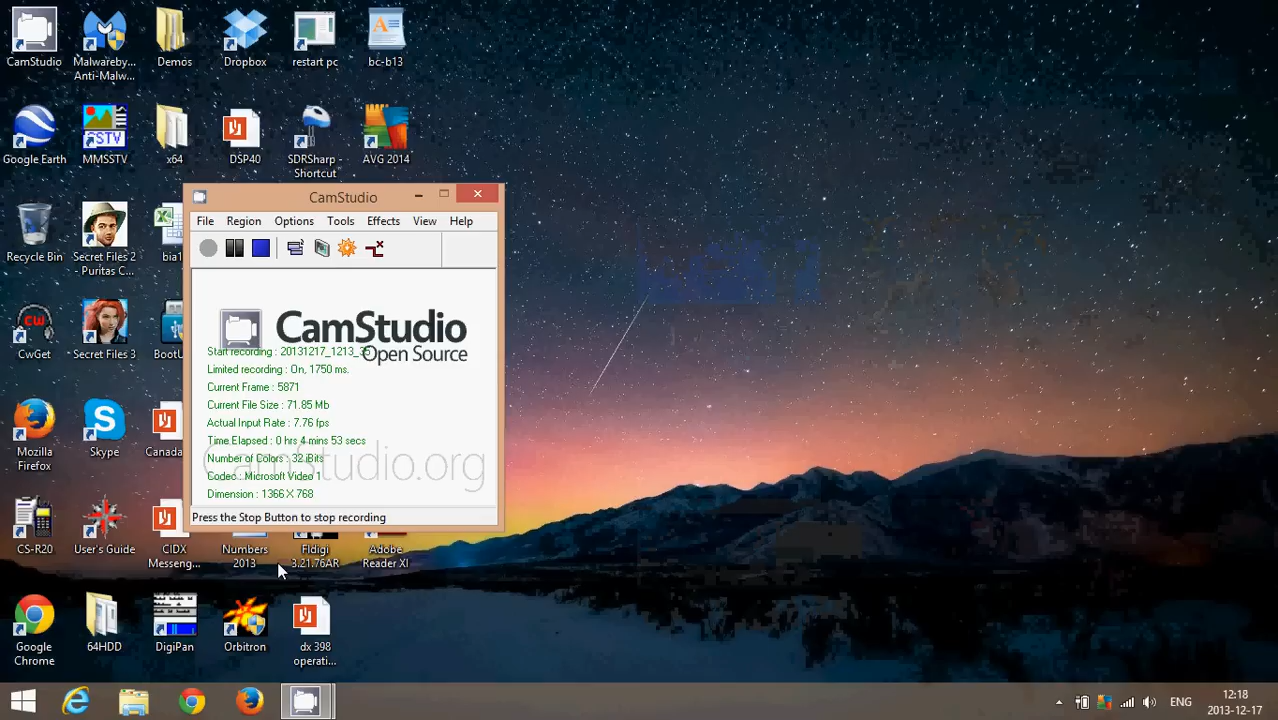 CamStudio
Malwareby...
Anti-Malw...
Demos
Dropbox
restart pc
bc-b13
Google Earth
SSTV
MMSSTV
x64
DSP40
SDRSharp -
Shortcut
AVG 2014
Recycle Bin
Secret Files 2
- Puritas C...
bia1
CW
CwGet
Secret Files 3
BootU
Mozilla
Firefox
Skype
Canada
CS-R20
User's Guide
CIDX
Messeng...
Numbers
2013
Fldigi
3.21.76AR
Adobe
Reader XI
Google
Chrome
64HDD
DigiPan
Orbitron
dx 398
operati...
CamStudio
File Region Options Tools Effects View Help
CamStudio
Open Source
Start recording : 20131217_1213_35
Limited recording : On, 1750 ms.
Current Frame : 5871
Current File Size : 71.85 Mb
Actual Input Rate : 7.76 fps
Time Elapsed : 0 hrs 4 mins 53 secs
Number of Colors : 32 Bits
CamStudio.org
Codec : Microsoft Video 1
Dimension : 1366 X 768
Press the Stop Button to stop recording
ENG
12:18
2013-12-17